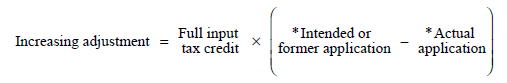 Increasing adjustment = Full input tax credit × ( *Intended or former application – *Actual application )